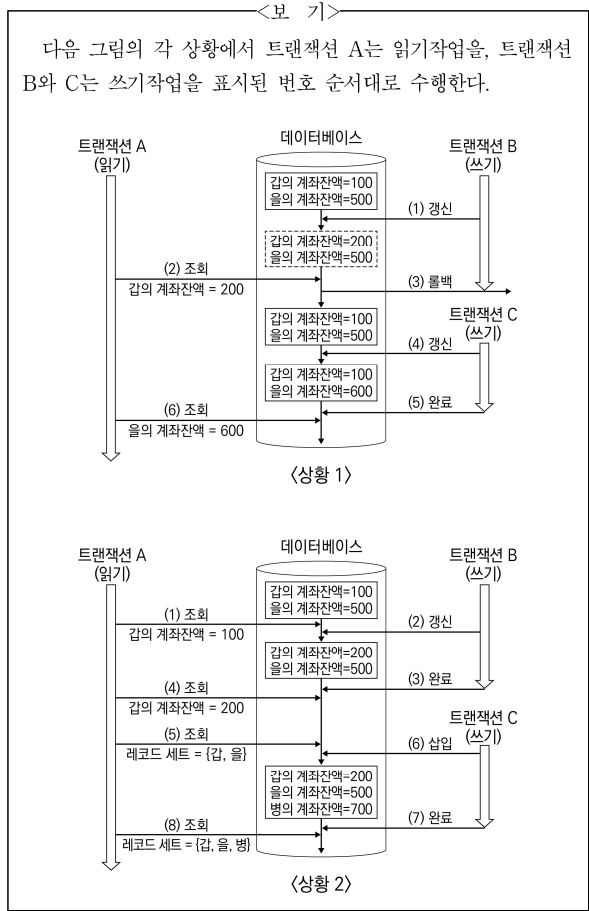 <보 기>
다음 그림의 각 상황에서 트랜잭션 A는 읽기작업을, 트랜잭션
B와 C는 쓰기작업을 표시된 번호 순서대로 수행한다.
트랜잭션 A
(읽기)
데이터베이스
트랜잭션 B
(쓰기)
갑의 계좌잔액=100
을의 계좌잔액=500
(1) 갱신
갑의 계좌잔액=200
을의 계좌잔액=500
(2) 조회
갑의 계좌잔액 = 200
(3) 롤백
갑의 계좌잔액=100
을의 계좌잔액=500
트랜잭션 C
(쓰기)
(4) 갱신
갑의 계좌잔액=100
을의 계좌잔액=600
(5) 완료
(6) 조회
을의 계좌잔액 = 600
〈상황 1〉
트랜잭션 A
(읽기)
데이터베이스
트랜잭션 B
(쓰기)
갑의 계좌잔액=100
을의 계좌잔액=500
(1) 조회
갑의 계좌잔액 = 100
(2) 갱신
갑의 계좌잔액=200
을의 계좌잔액=500
(3) 완료
(4) 조회
갑의 계좌잔액 = 200
트랜잭션 C
(쓰기)
(5) 조회
레코드 세트 = {갑, 을}
(6) 삽입
갑의 계좌잔액=200
을의 계좌잔액=500
병의 계좌잔액=700
(7) 완료
(8) 조회
레코드 세트 = {갑, 을, 병}
〈상황 2〉